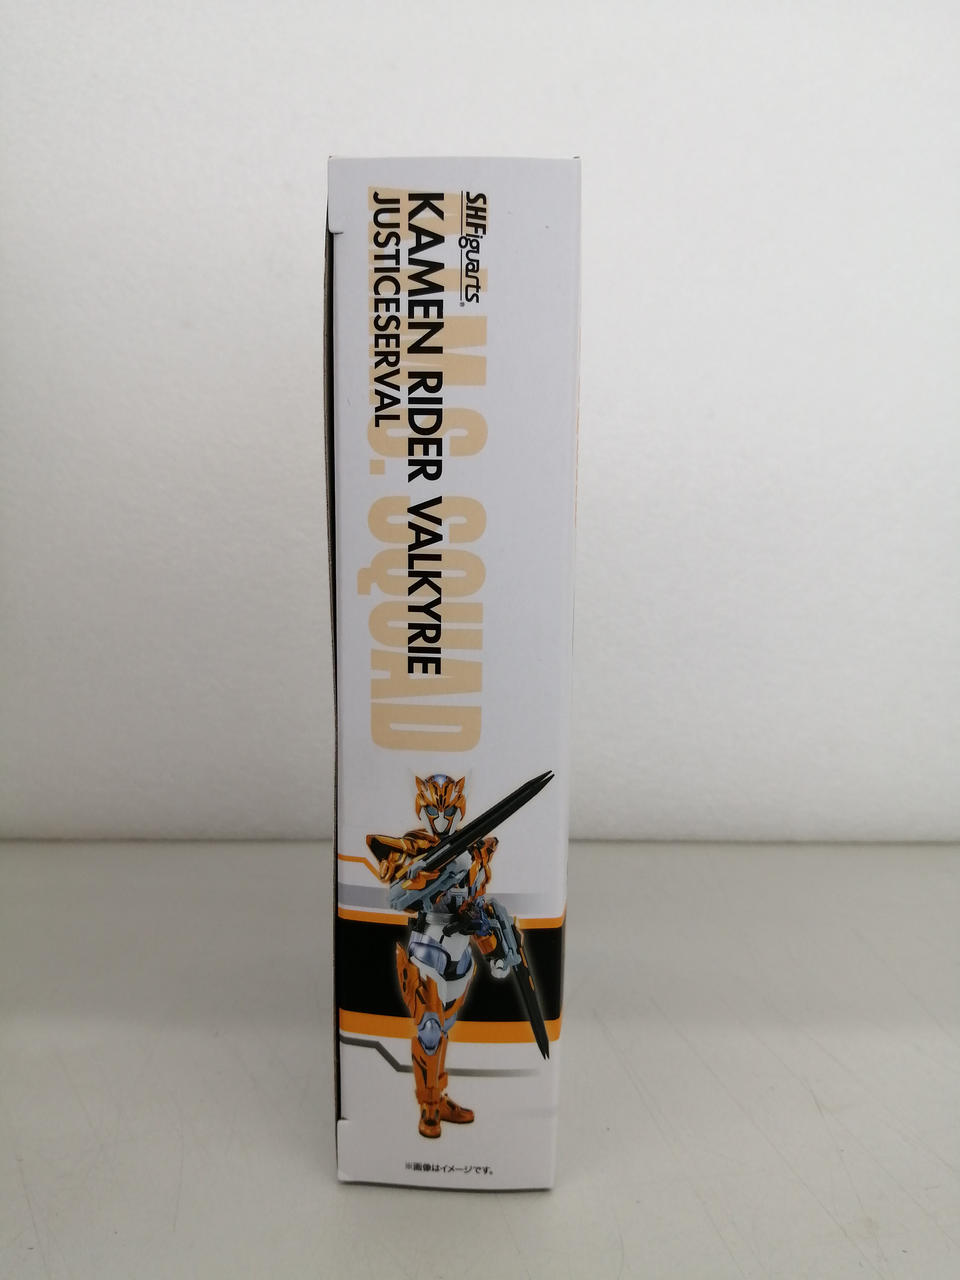 S.H.Figuarts®
KAMEN RIDER VALKYRIE
JUSTICESERVAL
A.I.M.S. SQUAD
※画像はイメージです。